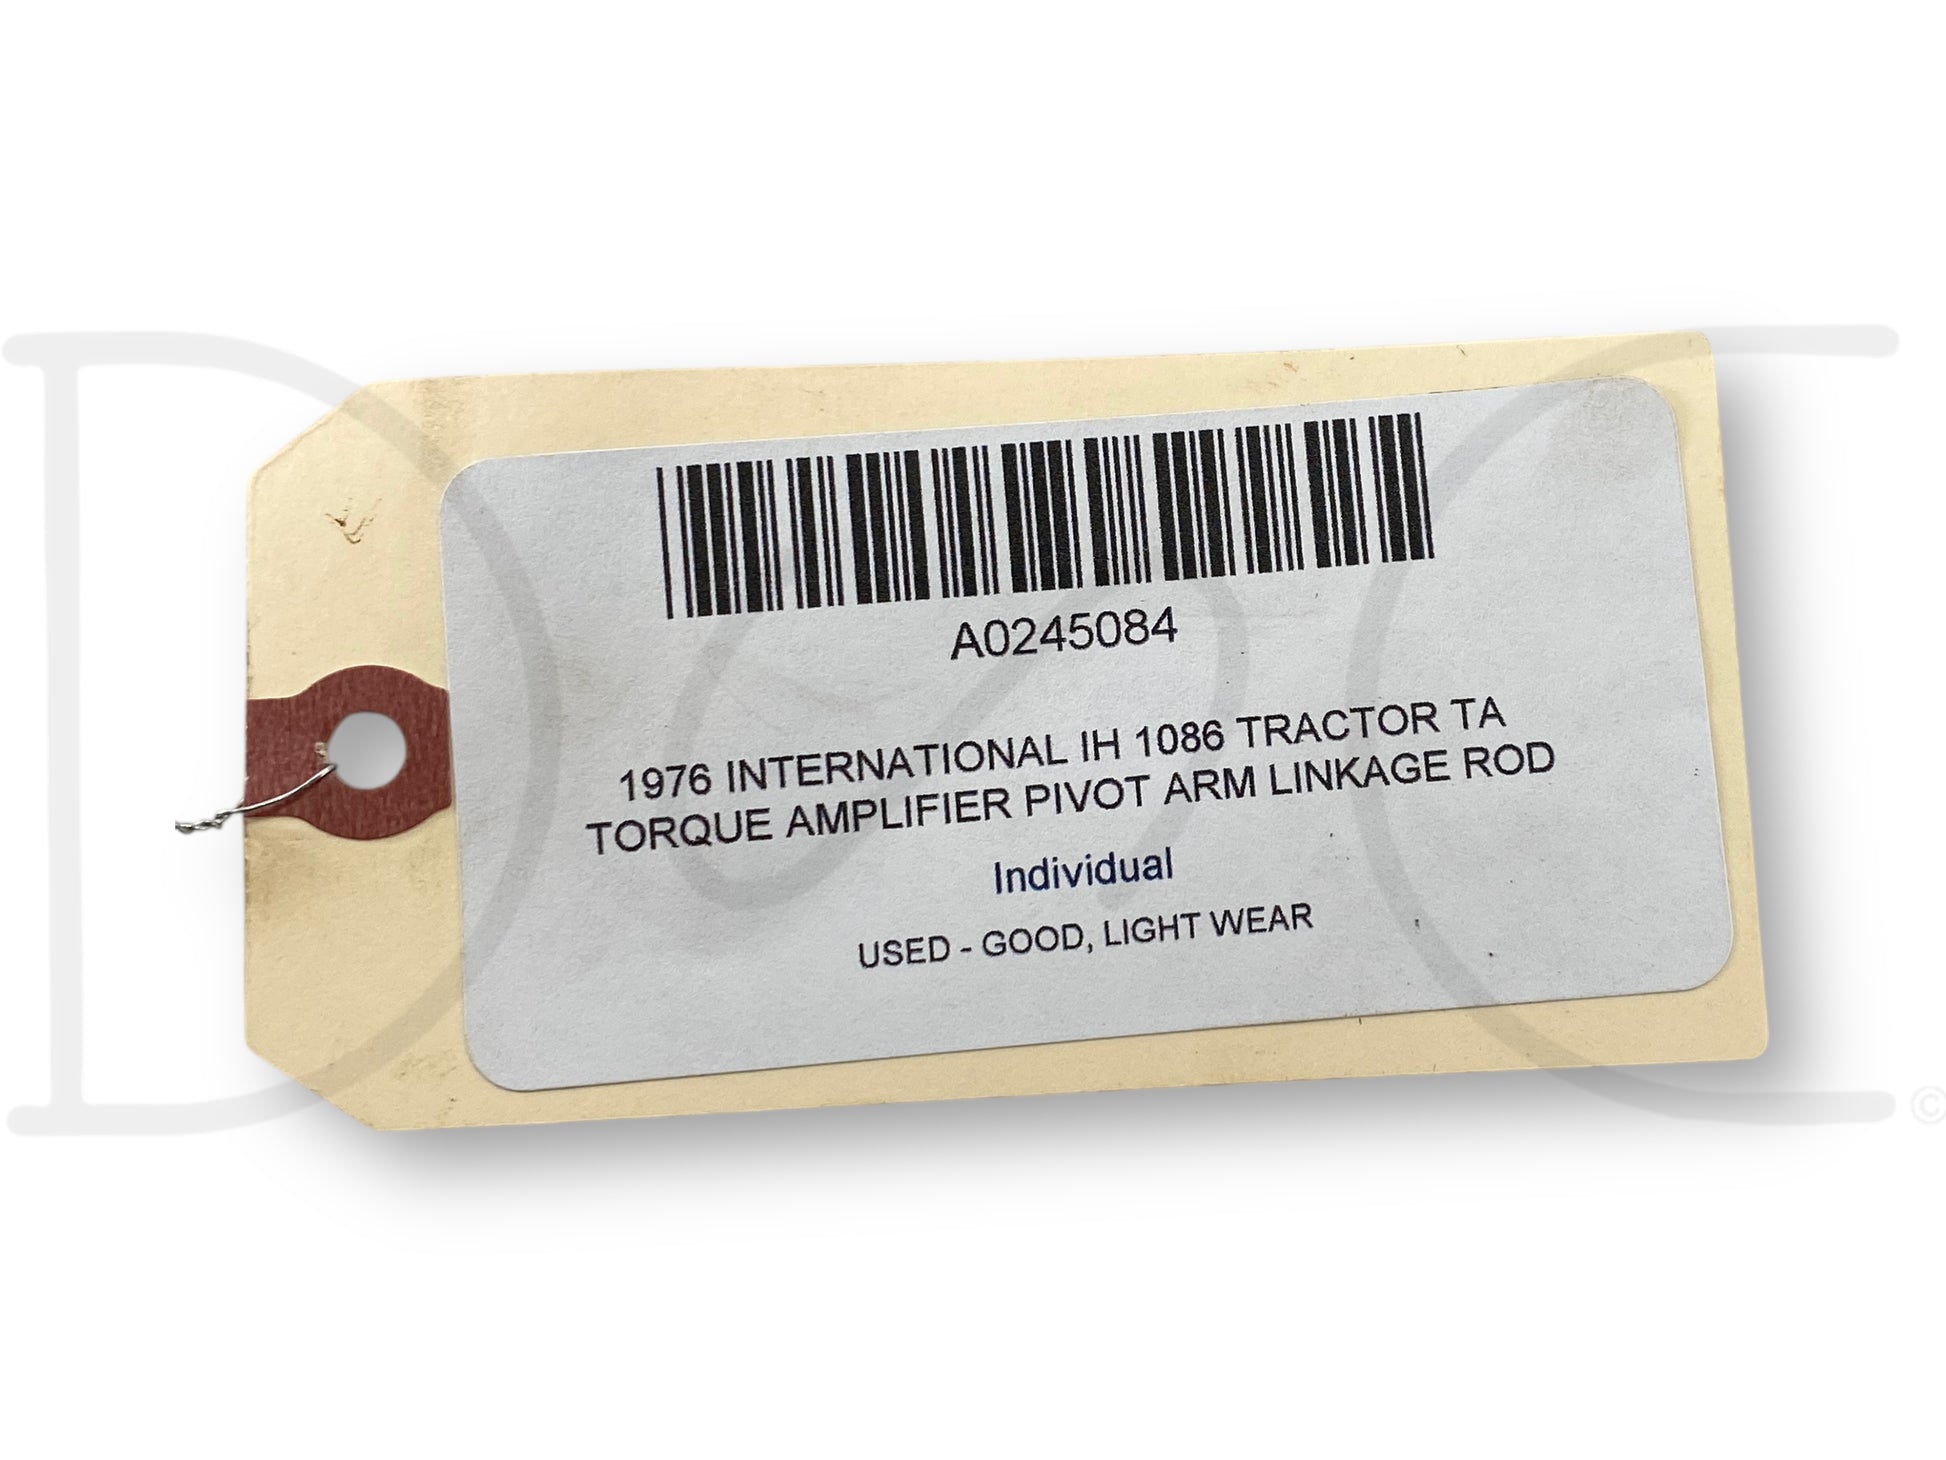 A0245084
1976 INTERNATIONAL IH 1086 TRACTOR TA
TORQUE AMPLIFIER PIVOT ARM LINKAGE ROD
Individual
USED - GOOD, LIGHT WEAR
©